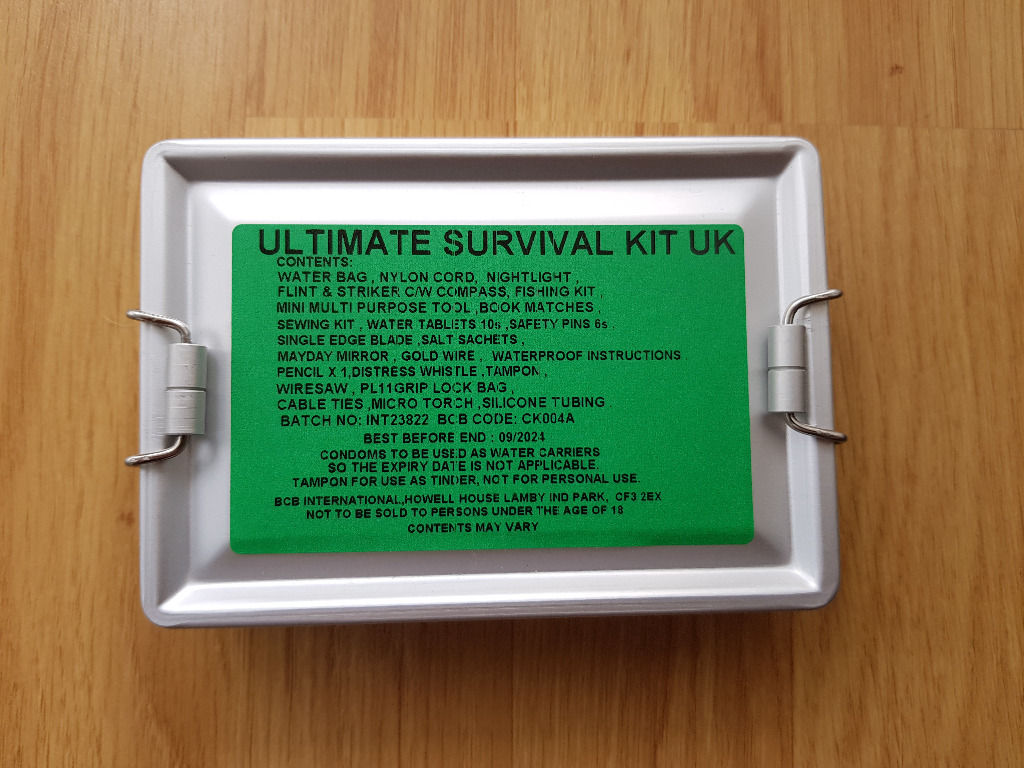 ULTIMATE SURVIVAL KIT UK
CONTENTS:
WATER BAG , NYLON CORD, NIGHTLIGHT ,
FLINT & STRIKER C/W COMPASS, FISHING KIT ,
MINI MULTI PURPOSE TOOL ,BOOK MATCHES ,
SEWING KIT , WATER TABLETS 10s ,SAFETY PINS 6s .
SINGLE EDGE BLADE ,SALT SACHETS ,
MAYDAY MIRROR , GOLD WIRE , WATERPROOF INSTRUCTIONS .
PENCIL X 1,DISTRESS WHISTLE ,TAMPON ,
WIRESAW , PL11GRIP LOCK BAG ,
CABLE TIES ,MICRO TORCH ,SILICONE TUBING .
BATCH NO: INT23822 BCB CODE: CK004A
BEST BEFORE END : 09/2024
CONDOMS TO BE USED AS WATER CARRIERS
SO THE EXPIRY DATE IS NOT APPLICABLE.
TAMPON FOR USE AS TINDER, NOT FOR PERSONAL USE.
BCB INTERNATIONAL,HOWELL HOUSE LAMBY IND PARK, CF3 2EX
NOT TO BE SOLD TO PERSONS UNDER THE AGE OF 18
CONTENTS MAY VARY